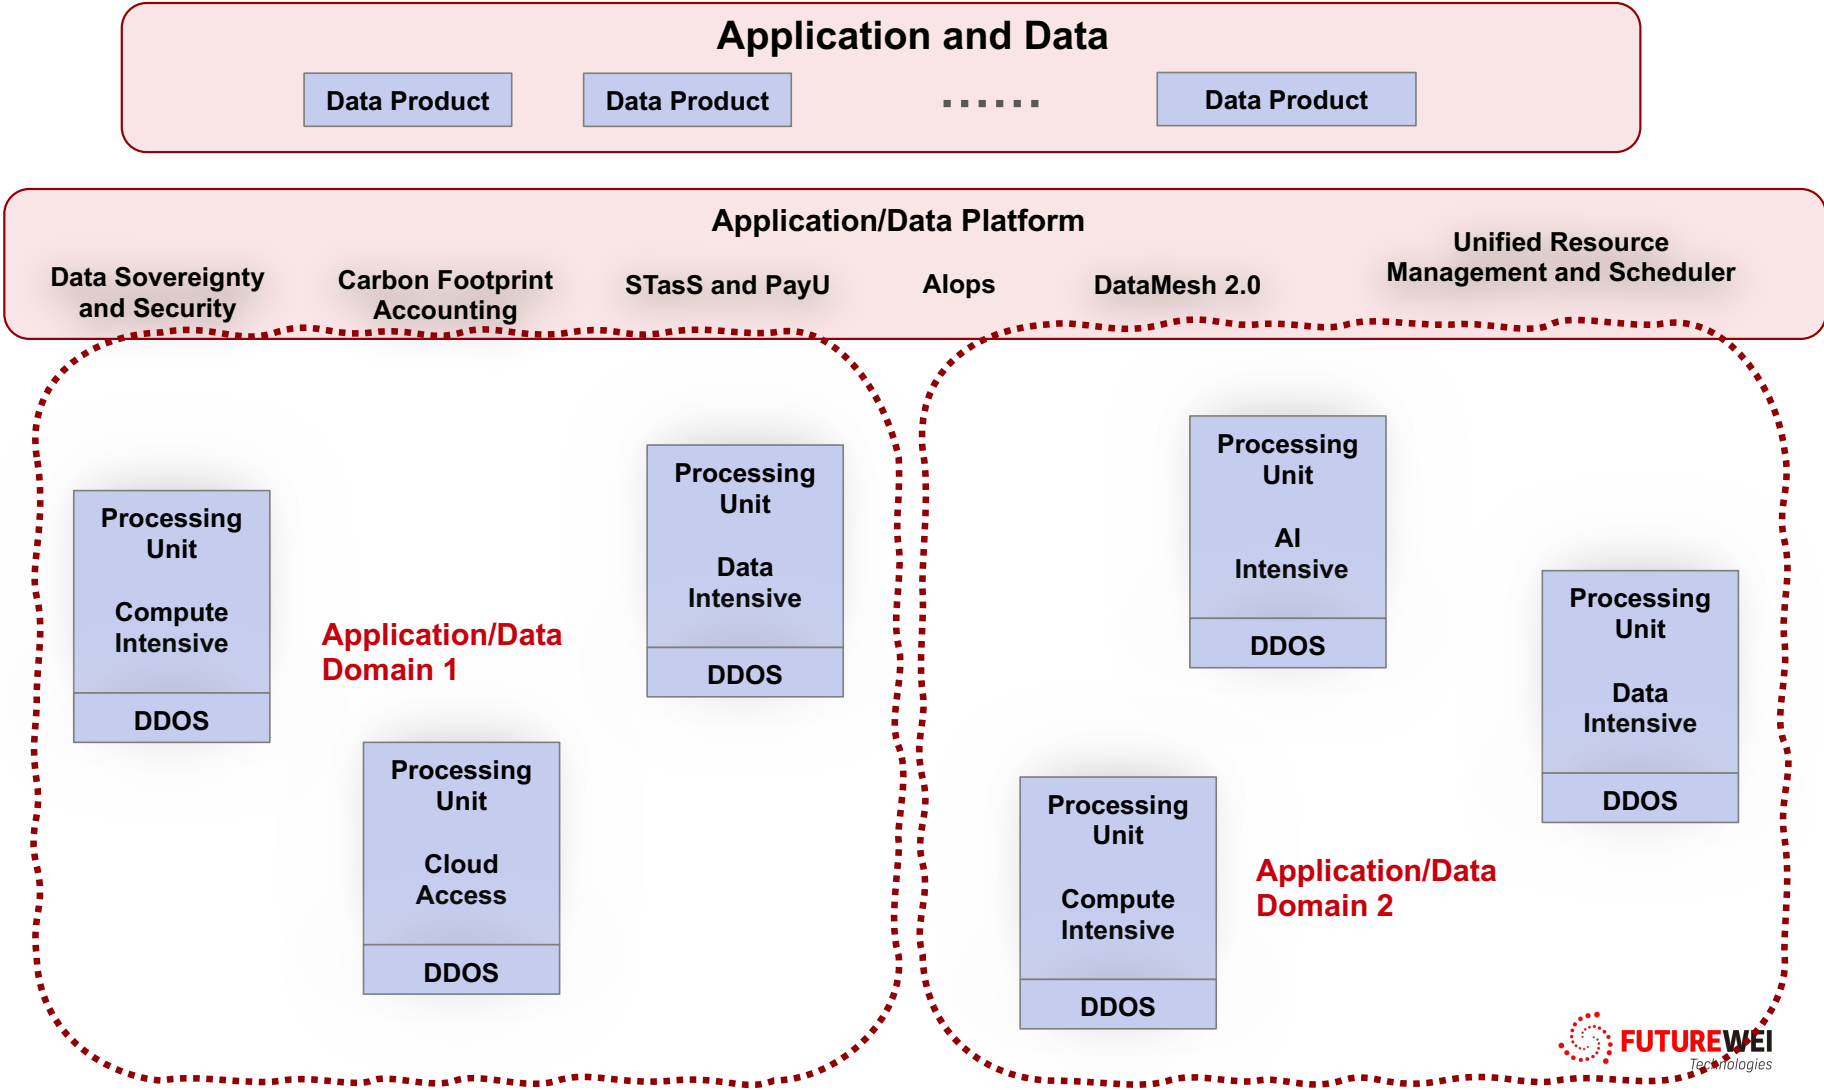 Application and Data
Data Product
Data Product
......
Data Product
Application/Data Platform
Data Sovereignty
and Security
Carbon Footprint
Accounting
STasS and PayU
AIops
DataMesh 2.0
Unified Resource
Management and Scheduler
Processing
Unit
Compute
Intensive
DDOS
Application/Data
Domain 1
Processing
Unit
Data
Intensive
DDOS
Processing
Unit
Cloud
Access
DDOS
Processing
Unit
AI
Intensive
DDOS
Processing
Unit
Data
Intensive
DDOS
Processing
Unit
Compute
Intensive
DDOS
Application/Data
Domain 2
FUTUREWEI
Technologies